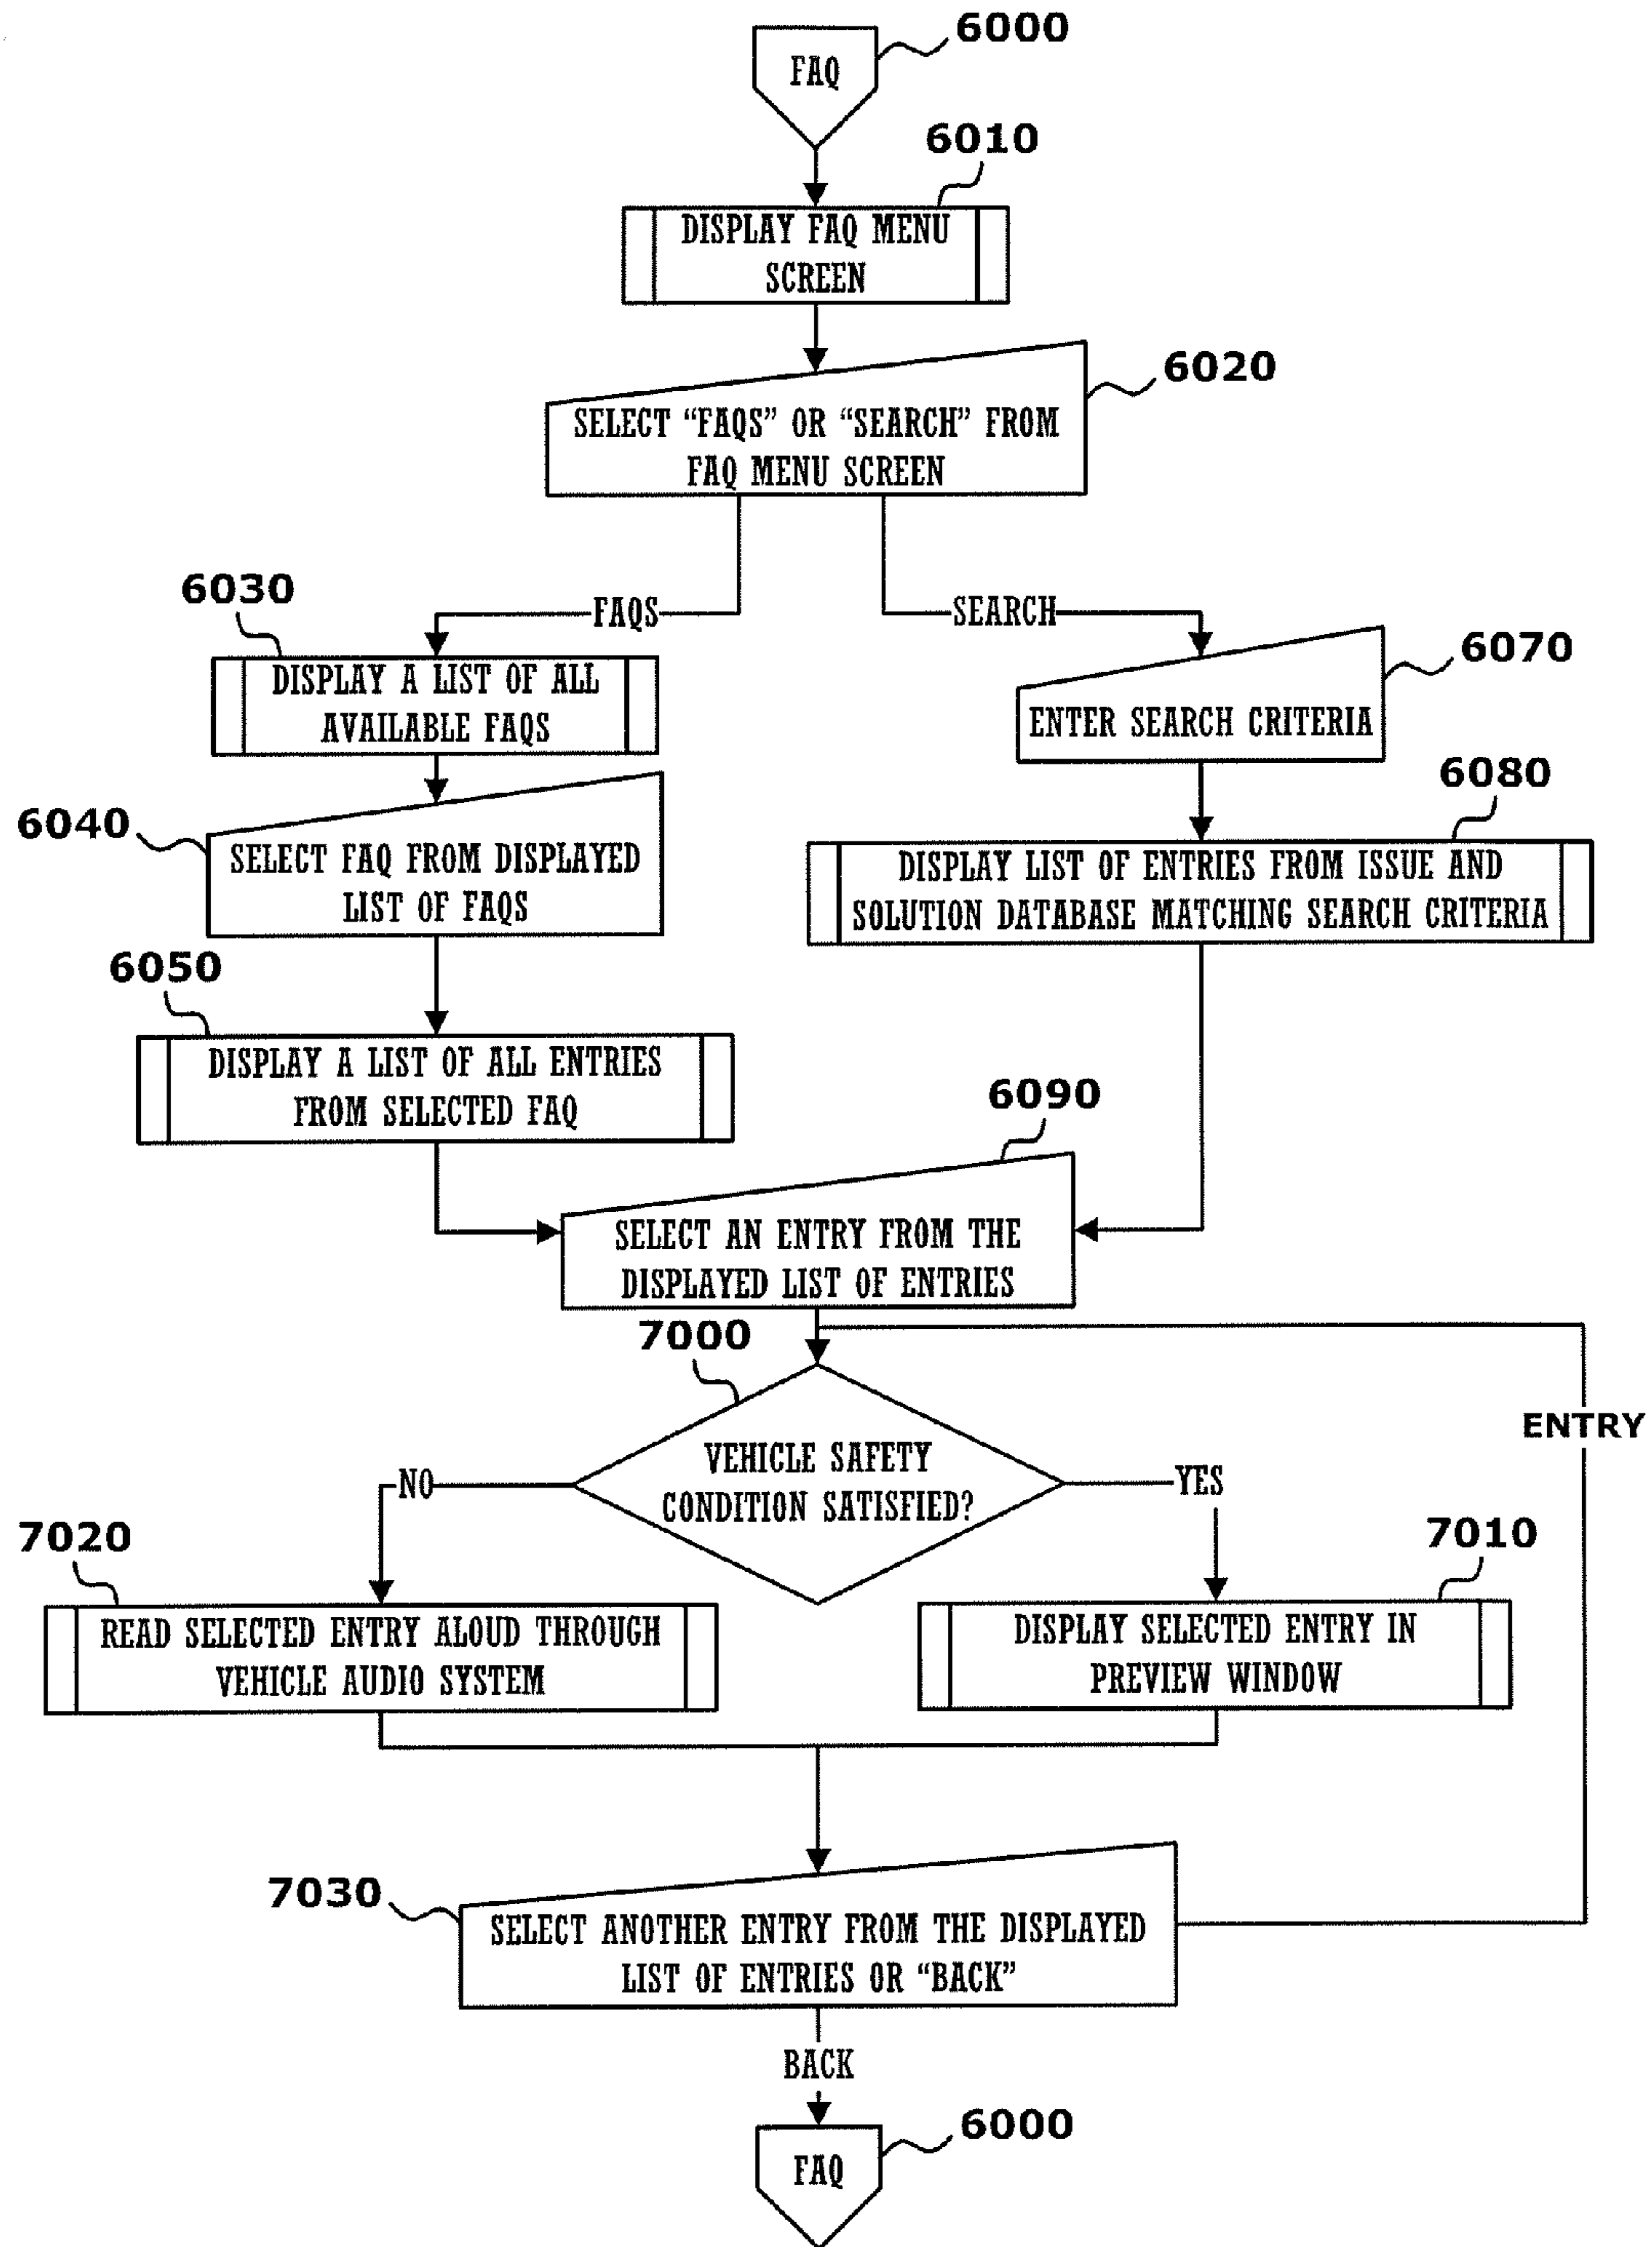 6000
FAQ
6010
DISPLAY FAQ MENU
SCREEN
6020
SELECT “FAQS” OR “SEARCH” FROM
FAQ MENU SCREEN
6030
FAQS
SEARCH
DISPLAY A LIST OF ALL
AVAILABLE FAQS
6070
ENTER SEARCH CRITERIA
6040
SELECT FAQ FROM DISPLAYED
LIST OF FAQS
6080
DISPLAY LIST OF ENTRIES FROM ISSUE AND
SOLUTION DATABASE MATCHING SEARCH CRITERIA
6050
DISPLAY A LIST OF ALL ENTRIES
FROM SELECTED FAQ
6090
SELECT AN ENTRY FROM THE
DISPLAYED LIST OF ENTRIES
7000
VEHICLE SAFETY
CONDITION SATISFIED?
ENTRY
NO
YES
7020
READ SELECTED ENTRY ALOUD THROUGH
VEHICLE AUDIO SYSTEM
7010
DISPLAY SELECTED ENTRY IN
PREVIEW WINDOW
7030
SELECT ANOTHER ENTRY FROM THE DISPLAYED
LIST OF ENTRIES OR “BACK”
BACK
6000
FAQ